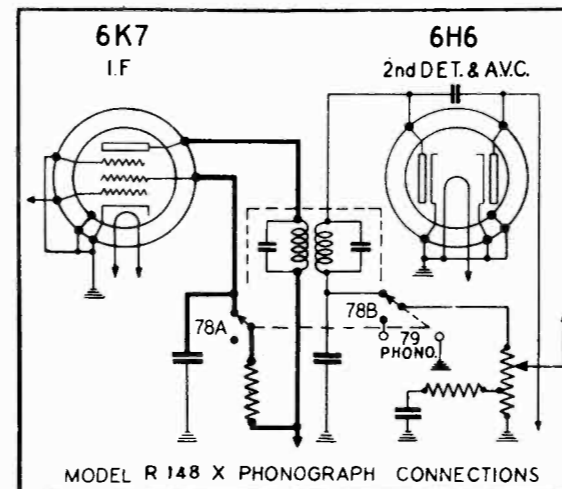 6K7
I.F
6H6
2nd DET. & A.V.C.
78A
78B
79
PHONO.
MODEL R 148 X PHONOGRAPH CONNECTIONS